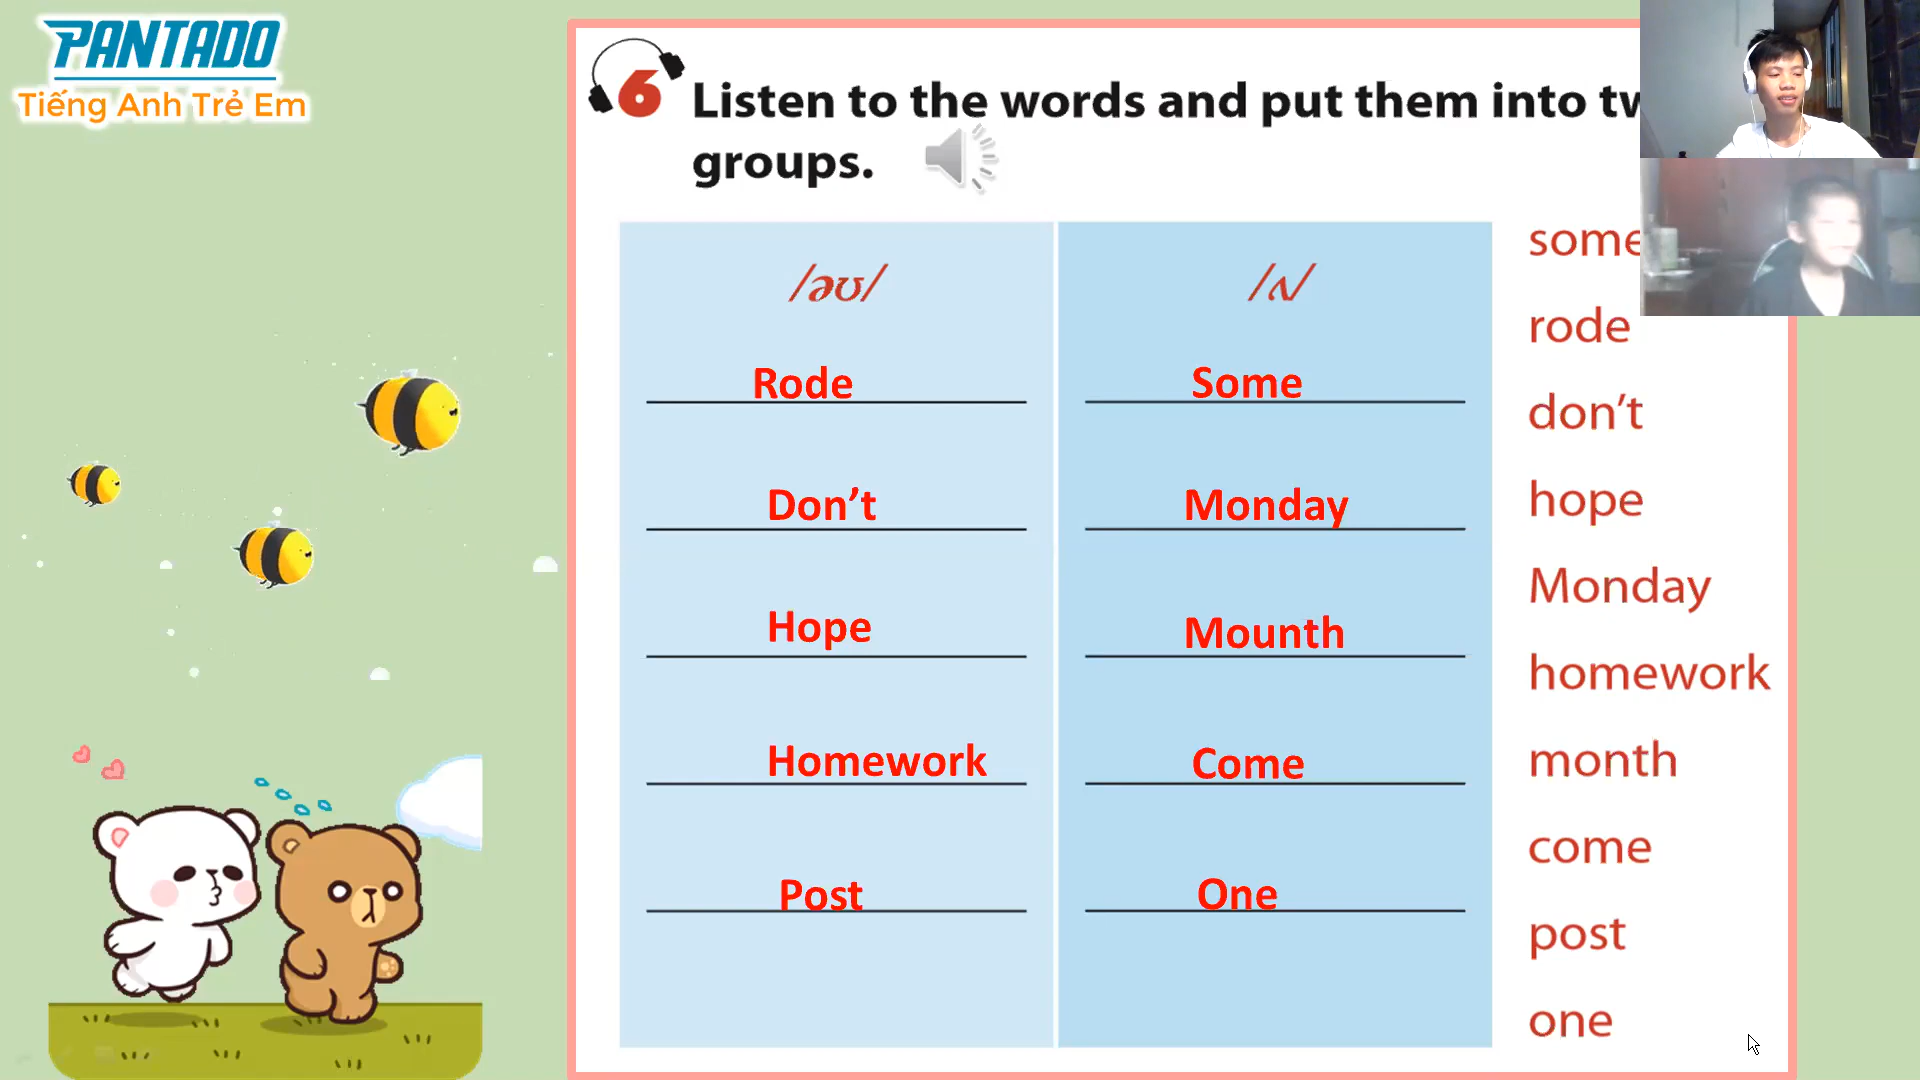 PANTADO
Tiếng Anh Trẻ Em
6
Listen to the words and put them into
groups.
/əʊ/
/ʌ/
Rode
Some
Don’t
Monday
Hope
Mounth
Homework
Come
Post
One
some
rode
don’t
hope
Monday
homework
month
come
post
one